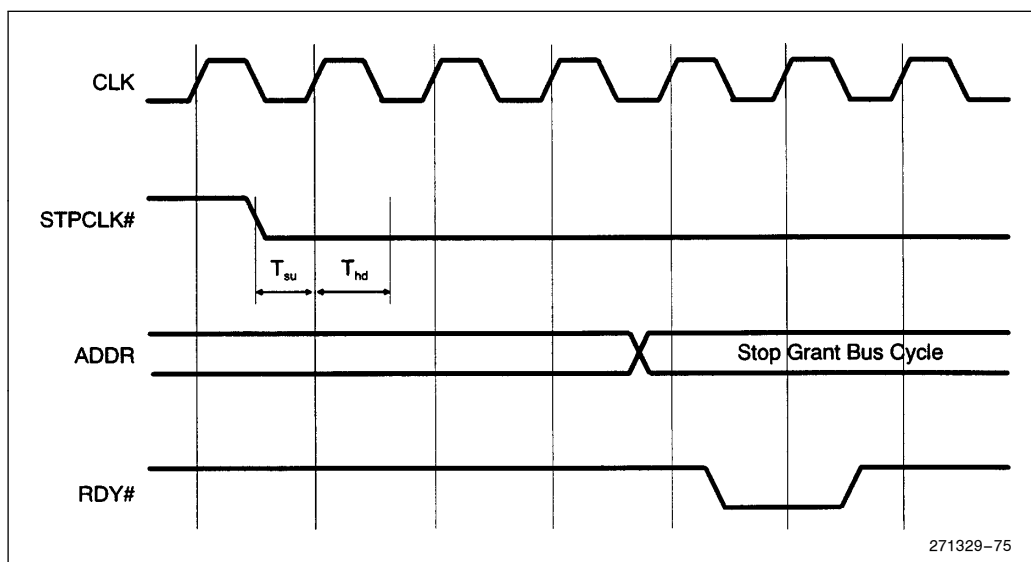 CLK
STPCLK#
Tsu Thd
ADDR
Stop Grant Bus Cycle
RDY#
271329–75